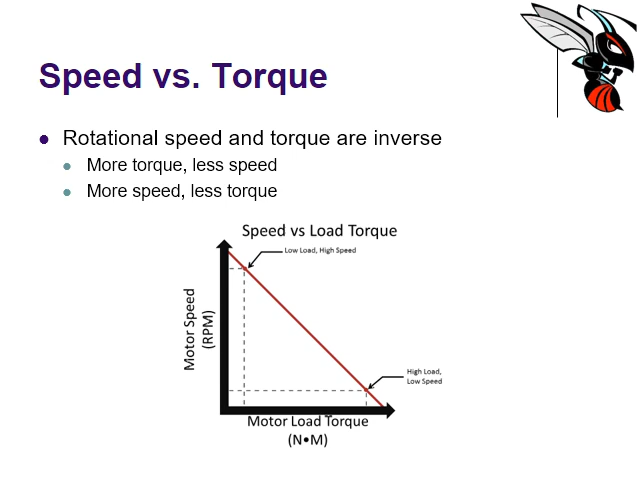 Speed vs. Torque
Rotational speed and torque are inverse
More torque, less speed
More speed, less torque
Speed vs Load Torque
Low Load, High Speed
Motor Speed
(RPM)
High Load,
Low Speed
Motor Load Torque
(N•M)